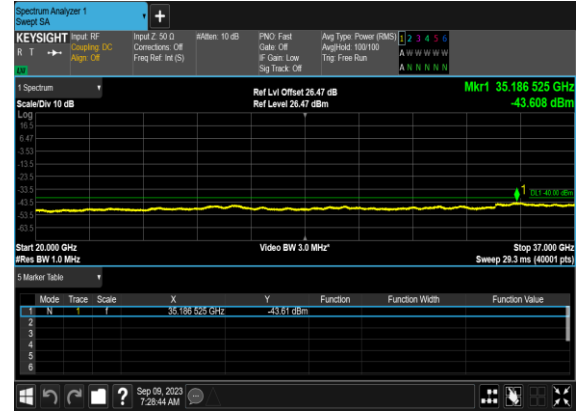 Spectrum Analyzer 1
Swept SA
+
KEYSIGHT Input: RF Input Z: 50 Ω #Atten: 10 dB PNO: Fast Avg Type: Power (RMS) 1 2 3 4 5 6
R T Coupling: DC Corrections: Off Gate: Off Avg|Hold: 100/100 A W W W W W
Align: Off Freq Ref: Int (S) IF Gain: Low Trig: Free Run
Sig Track: Off A N N N N N
1 Spectrum Ref Lvl Offset 26.47 dB Mkr1 35.186 525 GHz
Scale/Div 10 dB Ref Level 26.47 dBm -43.608 dBm
Log
16.5
6.47
-3.53
-13.5
-23.5
-33.5
1 DL1 -40.00 dBm
-43.5
-53.5
-63.5
Start 20.000 GHz Video BW 3.0 MHz* Stop 37.000 GHz
#Res BW 1.0 MHz Sweep 29.3 ms (40001 pts)
5 Marker Table
Mode Trace Scale X Y Function Function Width Function Value
1 N 1 f 35.186 525 GHz -43.61 dBm
2
3
4
5
6
? Sep 09, 2023
7:28:44 AM